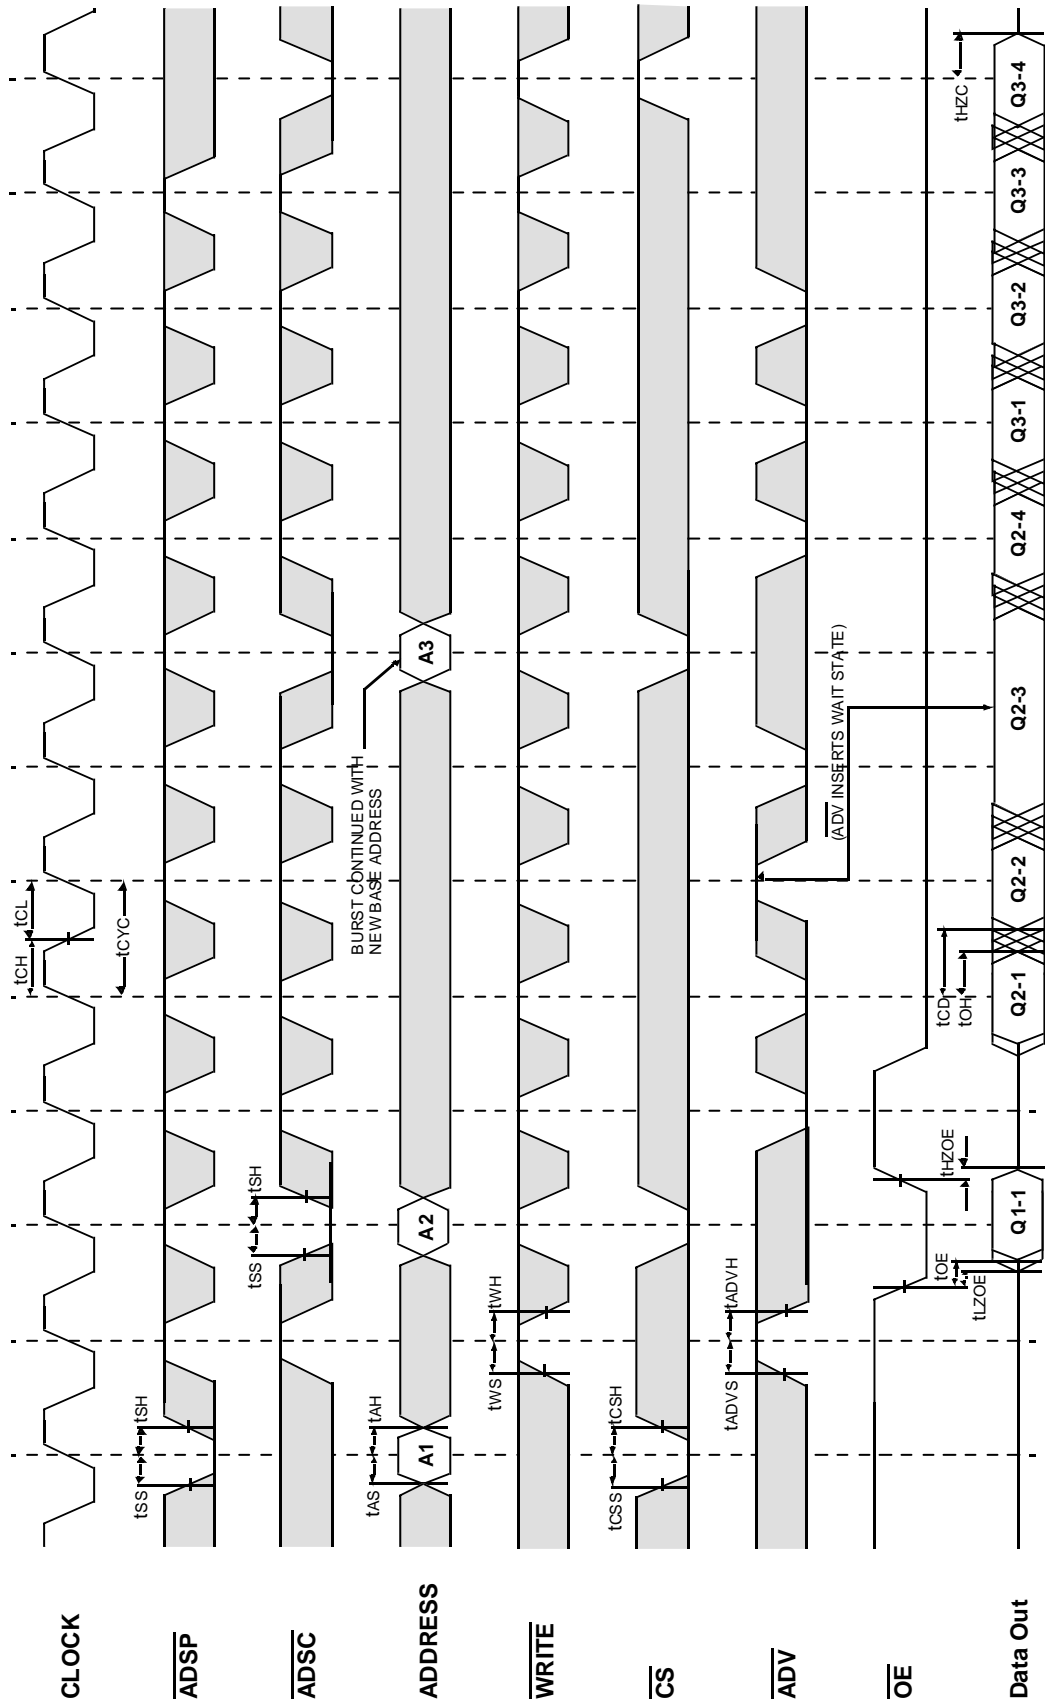 CLOCK
tCH
tCL
tCYC
ADSP
tSS
tSH
ADSC
tSS
tSH
ADDRESS
tAS
tAH
A1
A2
A3
BURST CONTINUED WITH
NEW BASE ADDRESS
WRITE
tWS
tWH
CS
tCSS
tCSH
ADV
tADVS
tADVH
(ADV INSERTS WAIT STATE)
OE
tOE
tLZOE
tHZOE
tCD
tOH
tHZC
Data Out
Q1-1
Q2-1
Q2-2
Q2-3
Q2-4
Q3-1
Q3-2
Q3-3
Q3-4